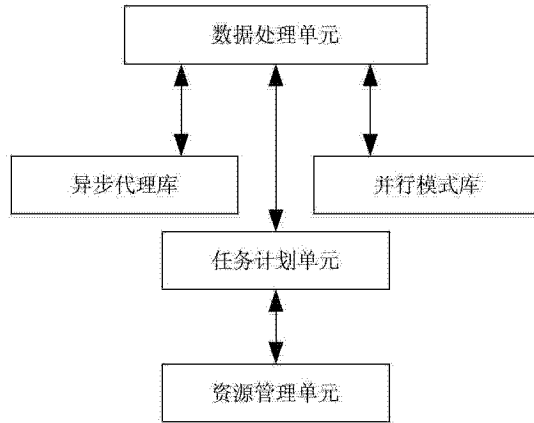 数据处理单元
异步代理库
并行模式库
任务计划单元
资源管理单元